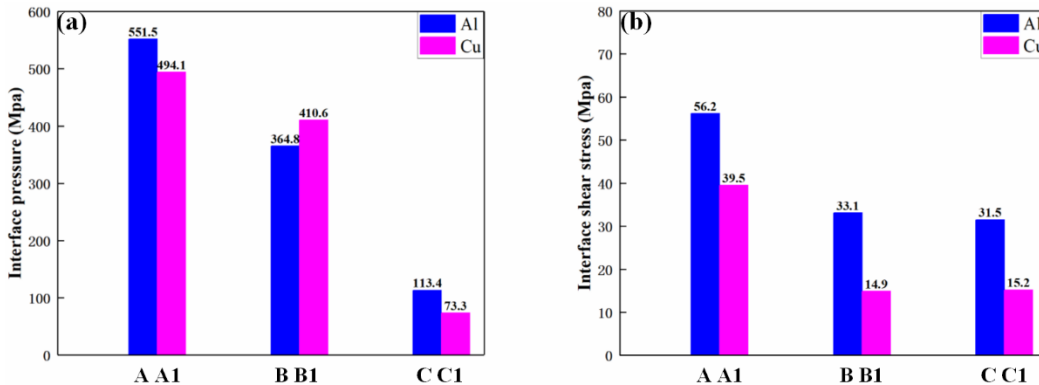 (a)
Al
Cu
Interface pressure (Mpa)
600
500
400
300
200
100
0
551.5
494.1
364.8
410.6
113.4
73.3
A A1
B B1
C C1
(b)
Al
Cu
Interface shear stress (Mpa)
80
70
60
50
40
30
20
10
0
56.2
39.5
33.1
14.9
31.5
15.2
A A1
B B1
C C1